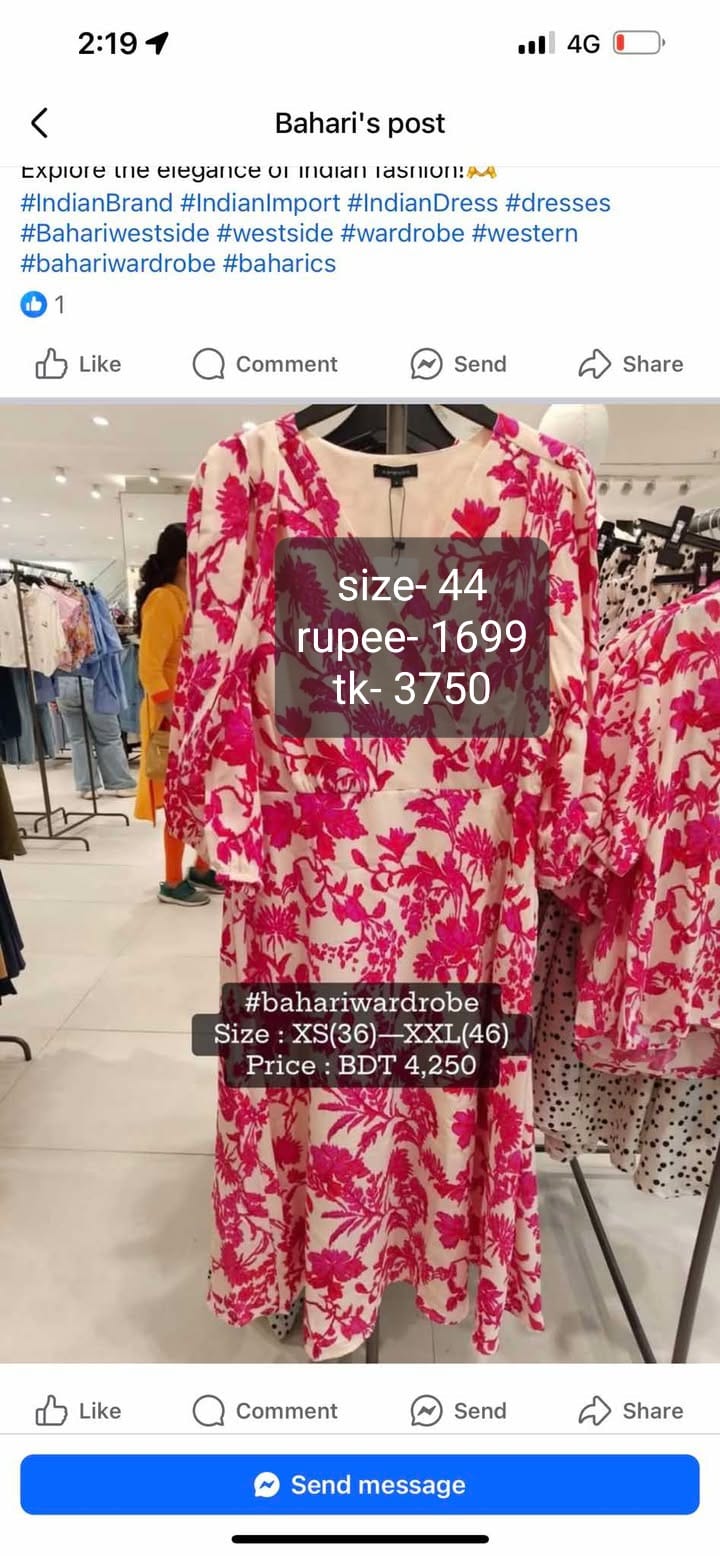 2:19
4G
Bahari's post
Explore the elegance of Indian fashion!🙌
#IndianBrand #IndianImport #IndianDress #dresses
#Bahariwestside #westside #wardrobe #western
#bahariwardrobe #baharics
1
Like Comment Send Share
size- 44
rupee- 1699
tk- 3750
#bahariwardrobe
Size : XS(36)—XXL(46)
Price : BDT 4,250
Like Comment Send Share
Send message